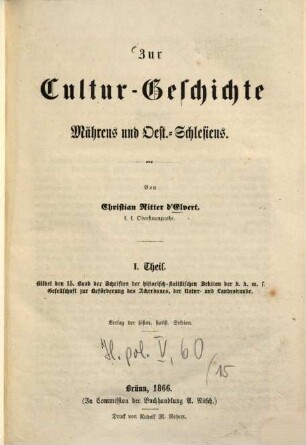 Zur
Cultur-Geschichte
Mährens und Oest.-Schlesiens.
Von
Christian Ritter d'Elvert,
k. k. Oberfinanzrathe.
I. Theil.
Bildet den 15. Band der Schriften der historisch-statistischen Sektion der k. k. m. s.
Gesellschaft zur Beförderung des Ackerbaues, der Natur- und Landeskunde.
Verlag der histor. statist. Sektion.
H. pol. V, 60
(15
Brünn, 1866.
(In Commission der Buchhandlung A. Nitsch.)
Druck von Rudolf M. Rohrer.